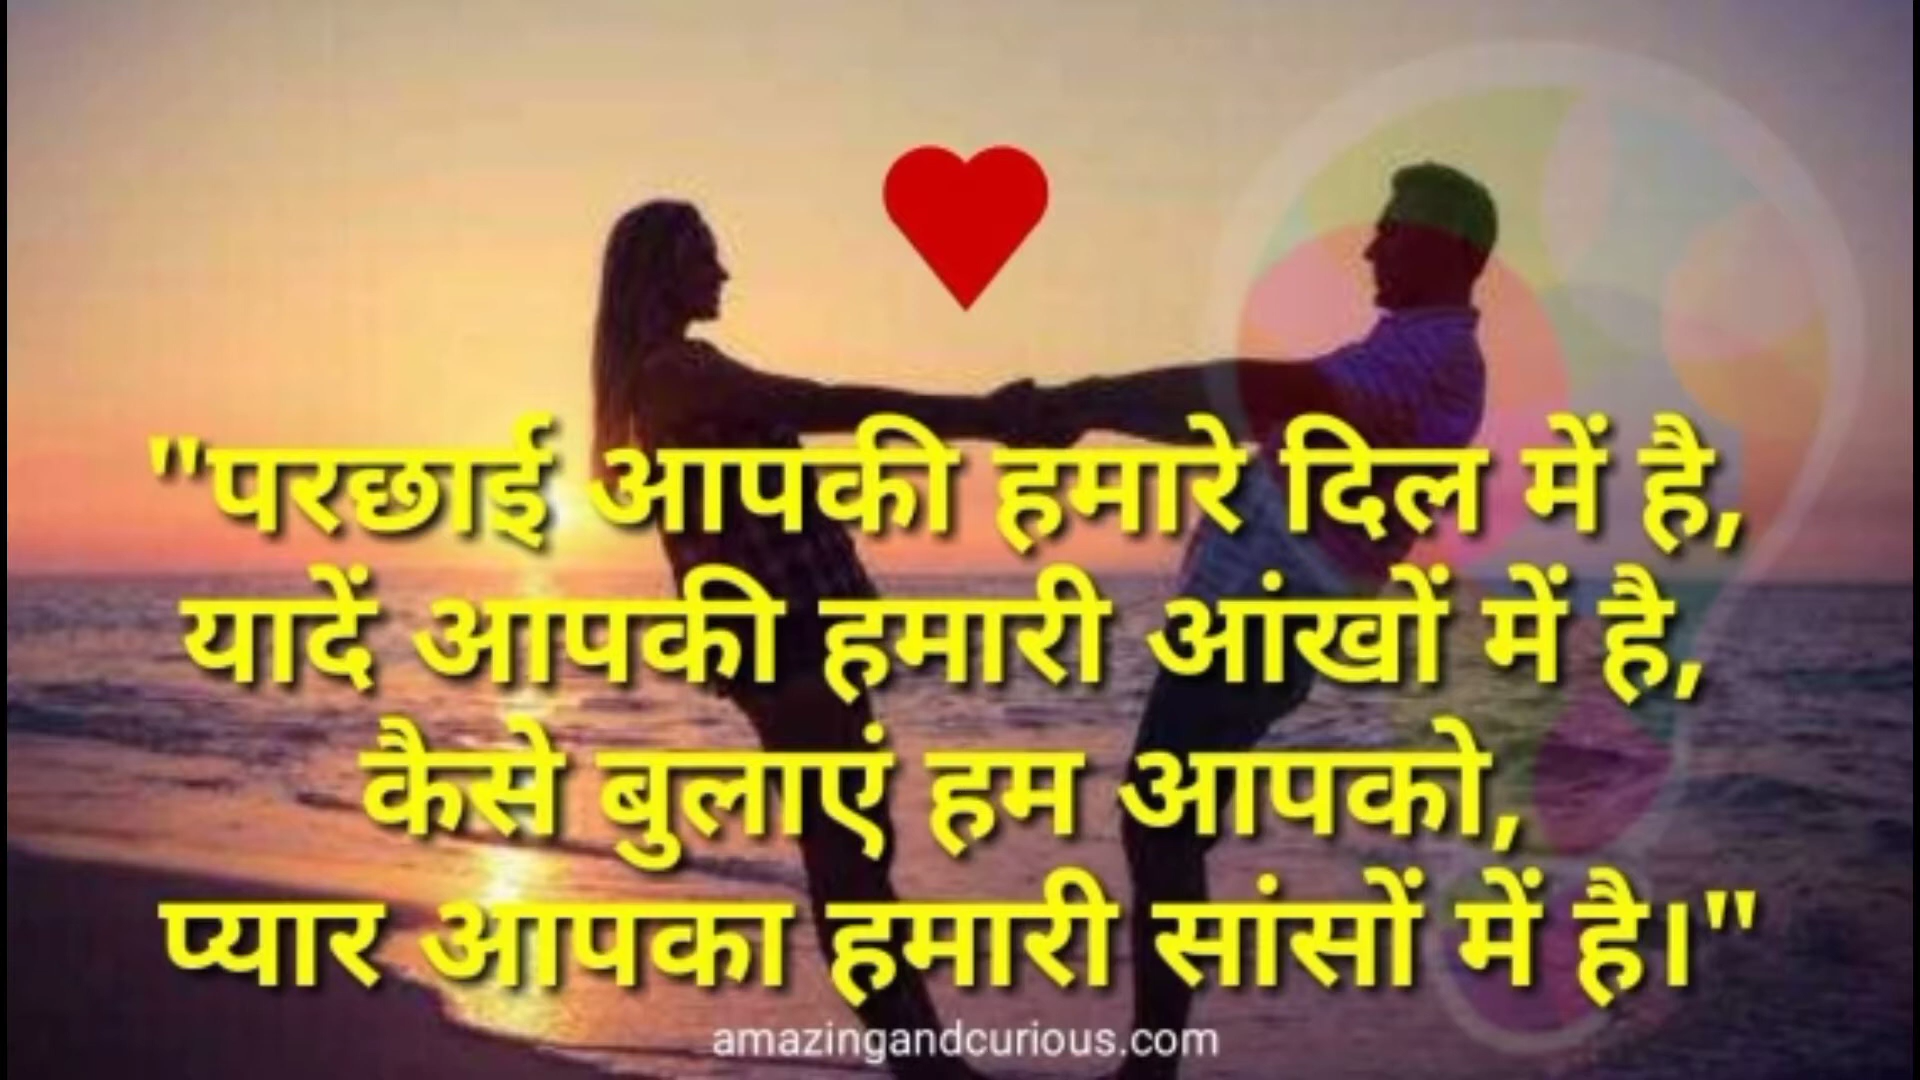 "परछाई आपकी हमारे दिल में है,
यादें आपकी हमारी आंखों में है,
कैसे बुलाएं हम आपको,
प्यार आपका हमारी सांसों में है।"
amazingandcurious.com